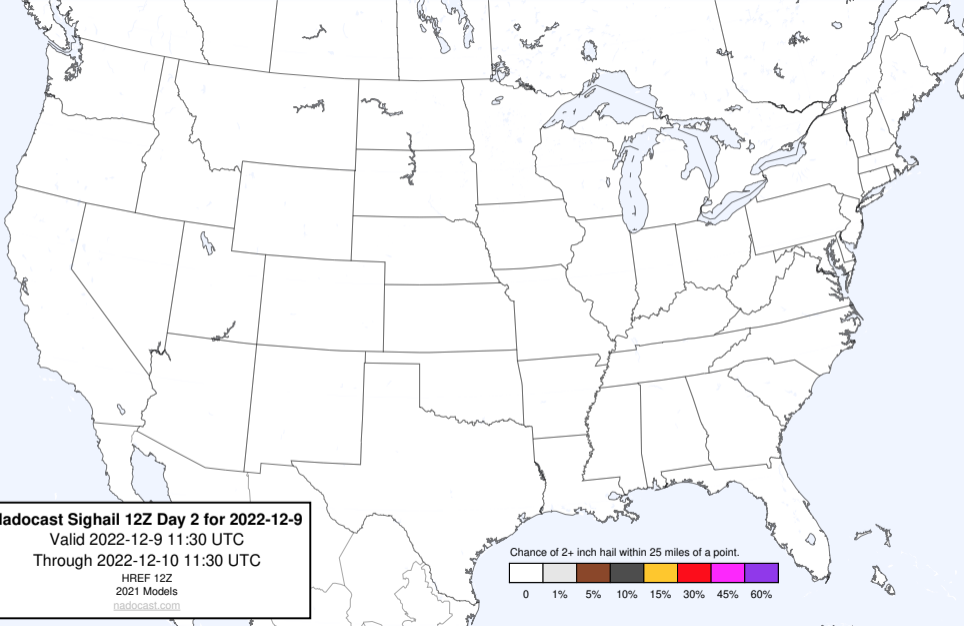 adocast Sighail 12Z Day 2 for 2022-12-9
Valid 2022-12-9 11:30 UTC
Through 2022-12-10 11:30 UTC
HREF 12Z
2021 Models
nadocast.com
Chance of 2+ inch hail within 25 miles of a point.
0 1% 5% 10% 15% 30% 45% 60%